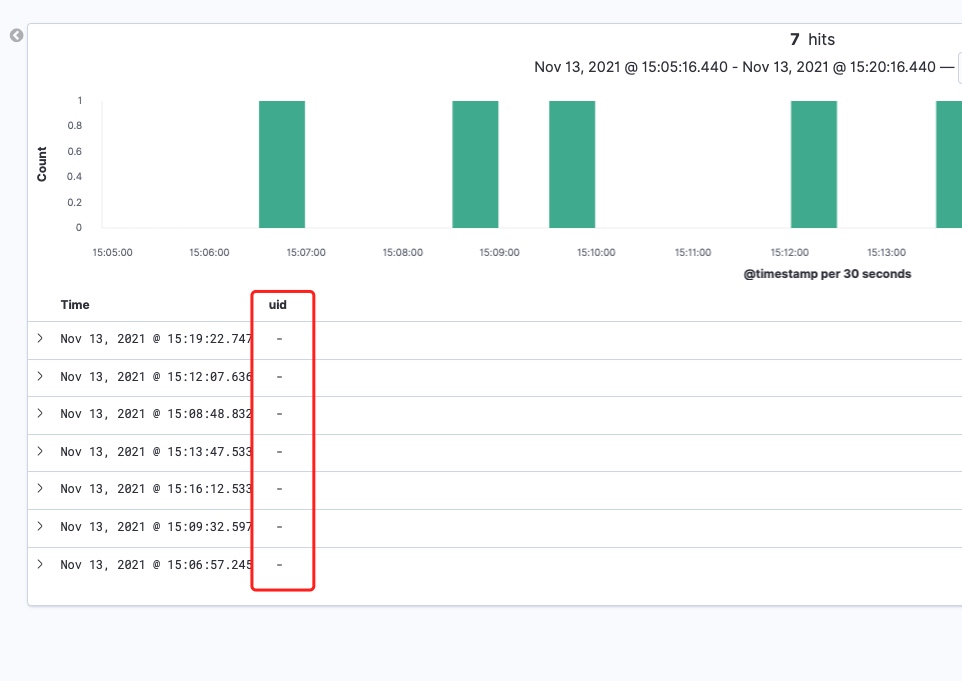 7 hits
Nov 13, 2021 @ 15:05:16.440 - Nov 13, 2021 @ 15:20:16.440 —
1
0.8
0.6
0.4
0.2
0
Count
15:05:00 15:06:00 15:07:00 15:08:00 15:09:00 15:10:00 15:11:00 15:12:00 15:13:00
@timestamp per 30 seconds
Time uid
Nov 13, 2021 @ 15:19:22.747 -
Nov 13, 2021 @ 15:12:07.636 -
Nov 13, 2021 @ 15:08:48.832 -
Nov 13, 2021 @ 15:13:47.533 -
Nov 13, 2021 @ 15:16:12.533 -
Nov 13, 2021 @ 15:09:32.597 -
Nov 13, 2021 @ 15:06:57.245 -